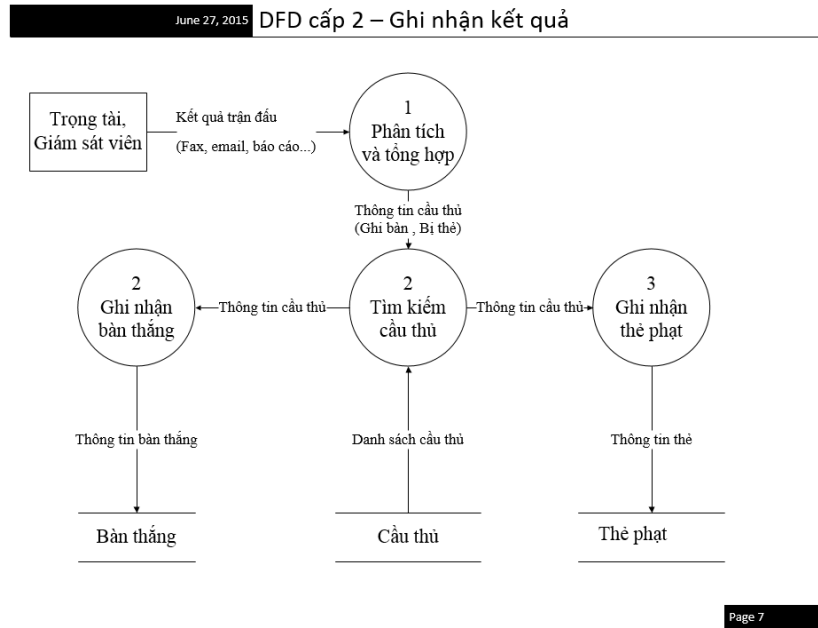 June 27, 2015 DFD cấp 2 – Ghi nhận kết quả
Trọng tài,
Giám sát viên
Kết quả trận đấu
(Fax, email, báo cáo...)
1
Phân tích
và tổng hợp
Thông tin cầu thủ
(Ghi bàn , Bị thẻ)
2
Ghi nhận
bàn thắng
Thông tin cầu thủ
2
Tìm kiếm
cầu thủ
Thông tin cầu thủ
3
Ghi nhận
thẻ phạt
Thông tin bàn thắng
Danh sách cầu thủ
Thông tin thẻ
Bàn thắng
Cầu thủ
Thẻ phạt
Page 7